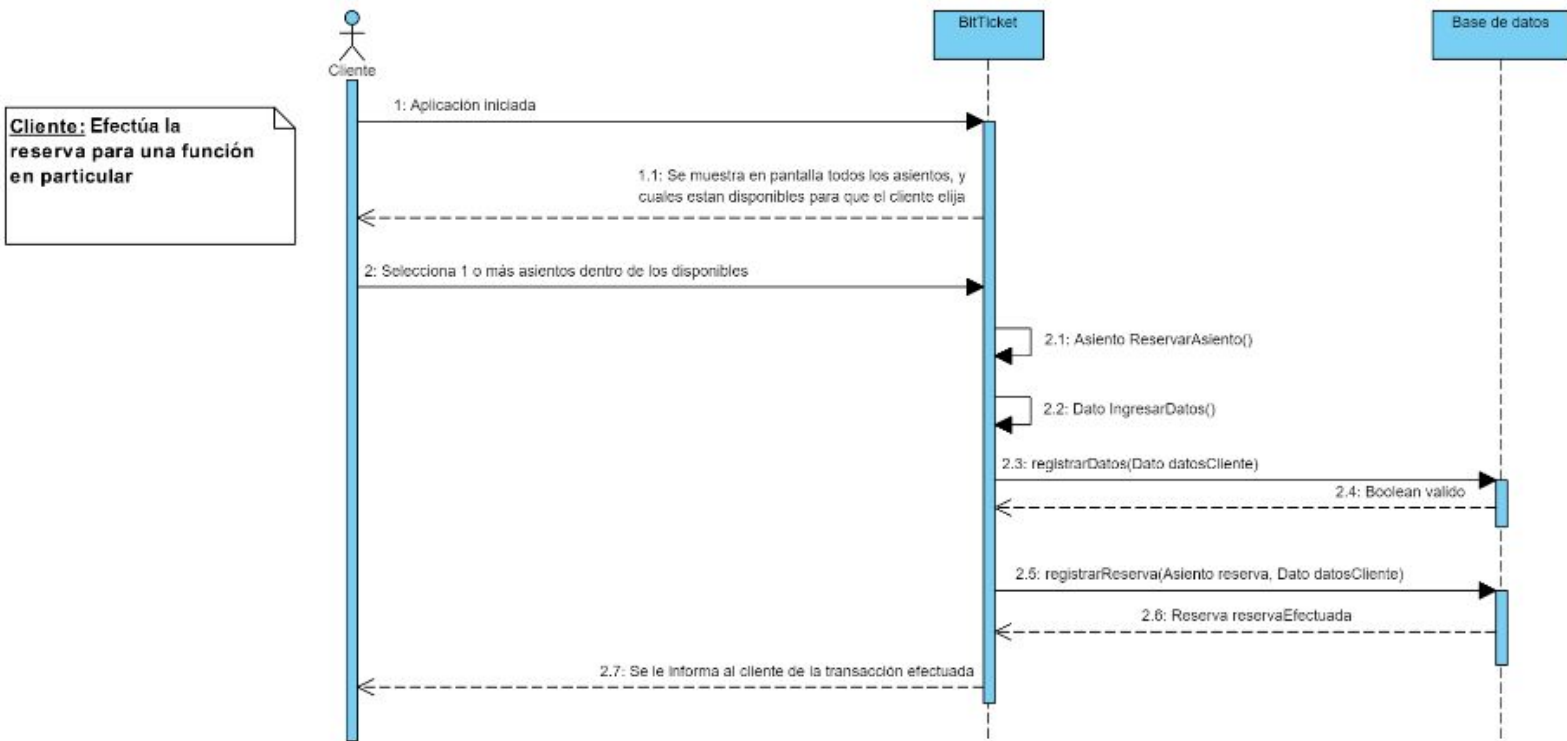 BitTicket
Base de datos
Cliente
1: Aplicación iniciada
Cliente: Efectúa la
reserva para una función
en particular
1.1: Se muestra en pantalla todos los asientos, y
cuales estan disponibles para que el cliente elija
2: Selecciona 1 o más asientos dentro de los disponibles
2.1: Asiento ReservarAsiento()
2.2: Dato IngresarDatos()
2.3: registrarDatos(Dato datosCliente)
2.4: Boolean valido
2.5: registrarReserva(Asiento reserva, Dato datosCliente)
2.6: Reserva reservaEfectuada
2.7: Se le informa al cliente de la transacción efectuada